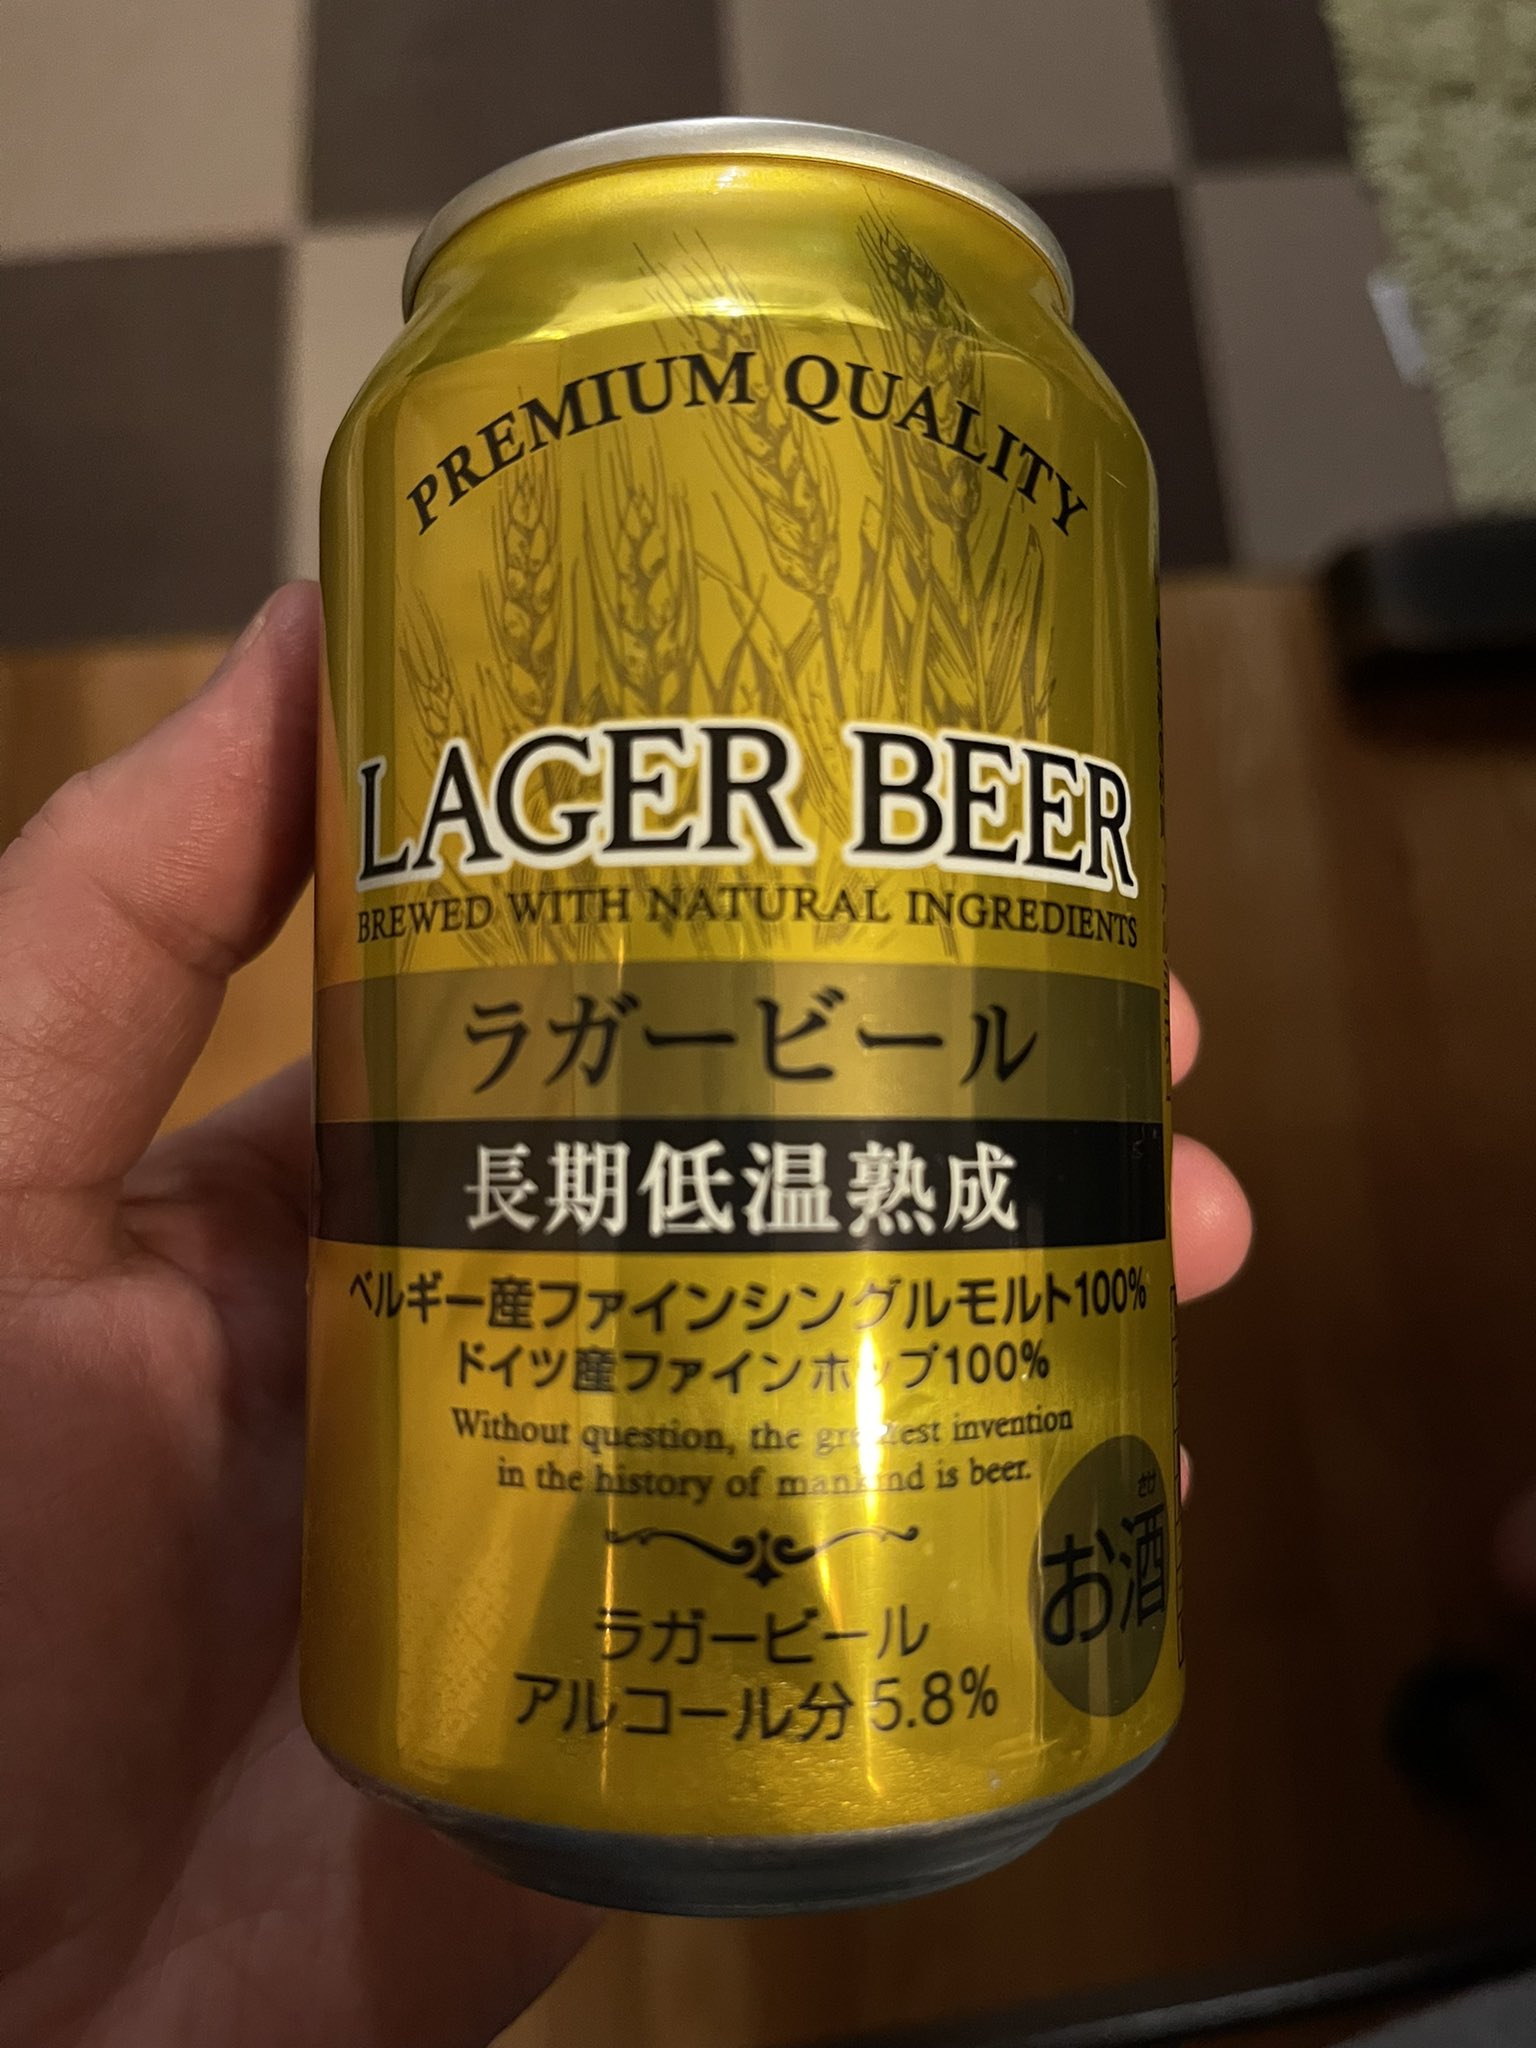 PREMIUM QUALITY
LAGER BEER
BREWED WITH NATURAL INGREDIENTS
ラガービール
長期低温熟成
ベルギー産ファインシングルモルト100%
ドイツ産ファインホップ100%
Without question, the greatest invention
in the history of mankind is beer.
さけ
お酒
ラガービール
アルコール分5.8%